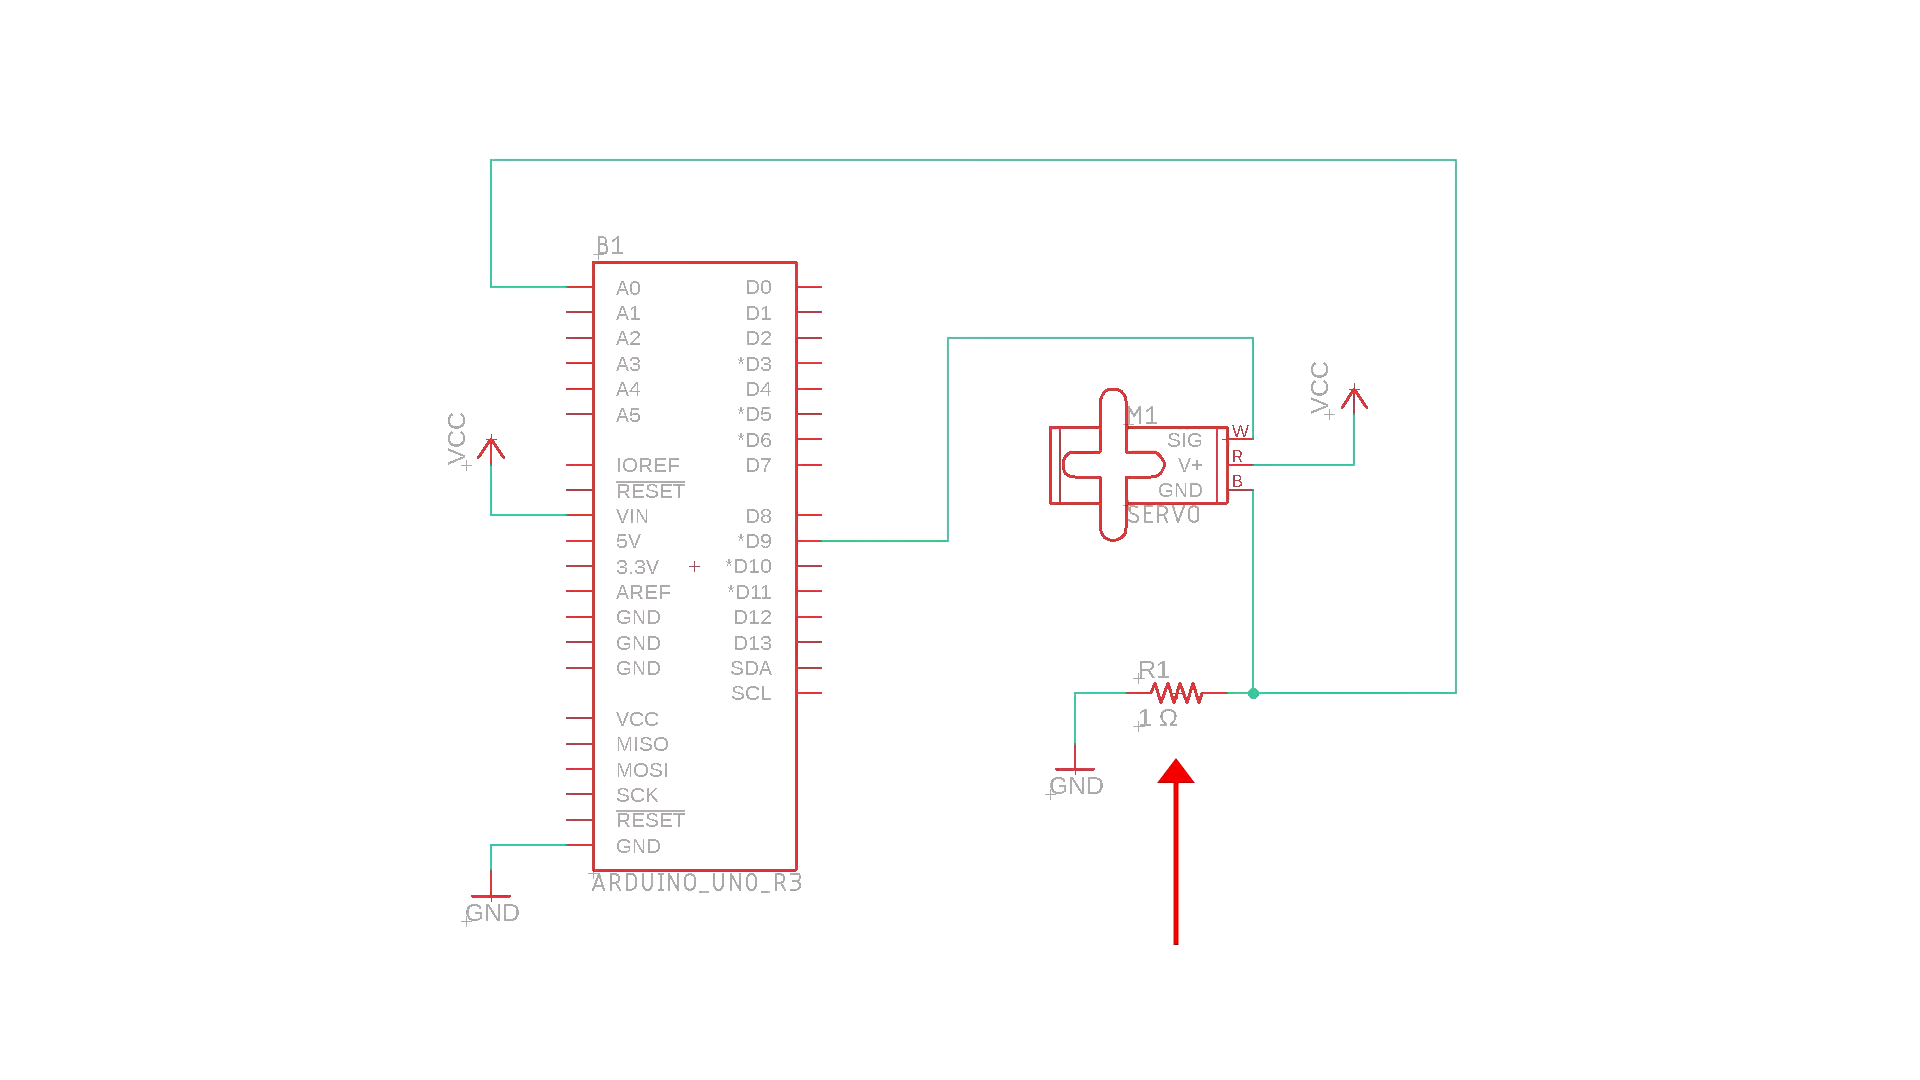 B1
A0 D0
A1 D1
A2 D2
A3 *D3
A4 D4
A5 *D5
*D6
IOREF D7
RESET
VIN D8
5V *D9
3.3V *D10
AREF *D11
GND D12
GND D13
GND SDA
SCL
VCC
MISO
MOSI
SCK
RESET
GND
ARDUINO_UNO_R3
VCC
GND
M1
SIG W
V+ R
GND B
SERVO
VCC
R1
1 Ω
GND